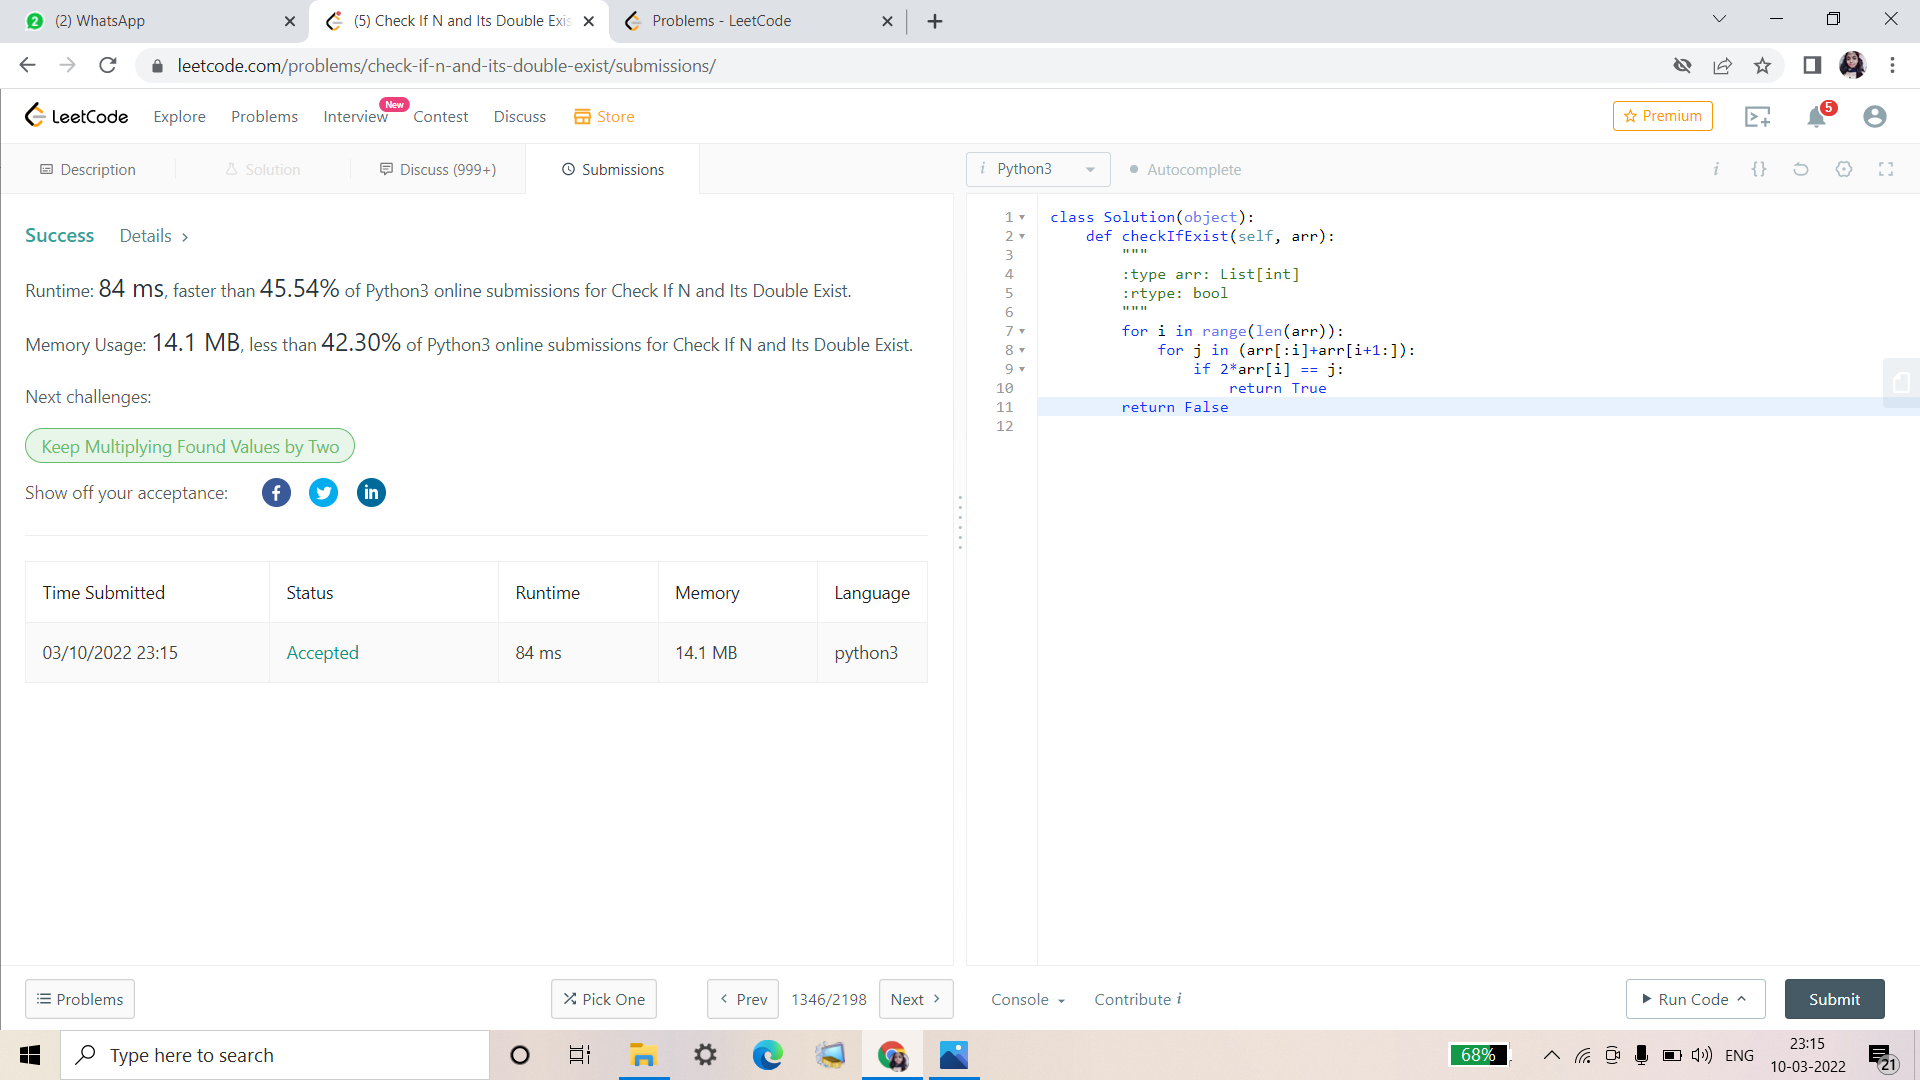 (2) WhatsApp
(5) Check If N and Its Double Exis
Problems - LeetCode
leetcode.com/problems/check-if-n-and-its-double-exist/submissions/
LeetCode
Explore
Problems
Interview
New
Contest
Discuss
Store
Premium
5
Description
Solution
Discuss (999+)
Submissions
i Python3
Autocomplete
i
{}
Success
Details >
Runtime: 84 ms, faster than 45.54% of Python3 online submissions for Check If N and Its Double Exist.
Memory Usage: 14.1 MB, less than 42.30% of Python3 online submissions for Check If N and Its Double Exist.
Next challenges:
Keep Multiplying Found Values by Two
Show off your acceptance:
Time Submitted Status Runtime Memory Language
03/10/2022 23:15 Accepted 84 ms 14.1 MB python3
1 class Solution(object):
2     def checkIfExist(self, arr):
3         """
4         :type arr: List[int]
5         :rtype: bool
6         """
7         for i in range(len(arr)):
8             for j in (arr[:i]+arr[i+1:]):
9                 if 2*arr[i] == j:
10                     return True
11         return False
12
Problems
Pick One
< Prev
1346/2198
Next >
Console
Contribute i
Run Code
Submit
Type here to search
68%
ENG
23:15
10-03-2022
21